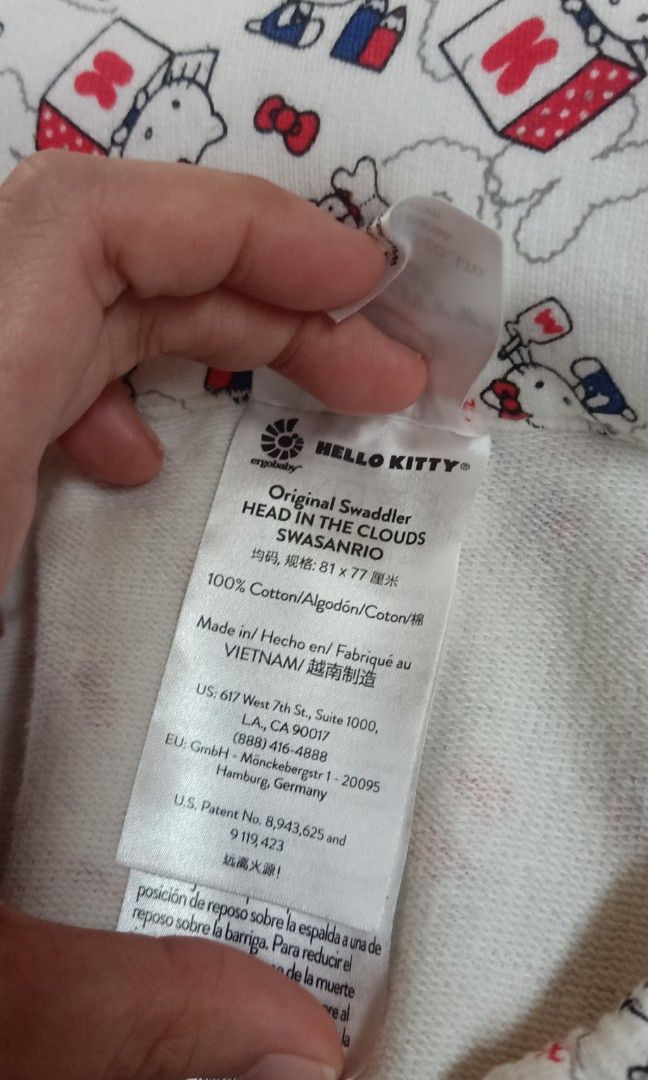 ergobaby HELLO KITTY®
Original Swaddler
HEAD IN THE CLOUDS
SWASANRIO
均码, 规格: 81 x 77 厘米
100% Cotton/Algodón/Coton/棉
Made in/ Hecho en/ Fabriqué au
VIETNAM/ 越南制造
US: 617 West 7th St., Suite 1000,
L.A., CA 90017
(888) 416-4888
EU: GmbH - Mönckebergstr 1 - 20095
Hamburg, Germany
U.S. Patent No. 8,943,625 and
9 119,423
远离火源!
posición de reposo sobre la espalda a una de
reposo sobre la barriga. Para reducir el
de la muerte
al
la